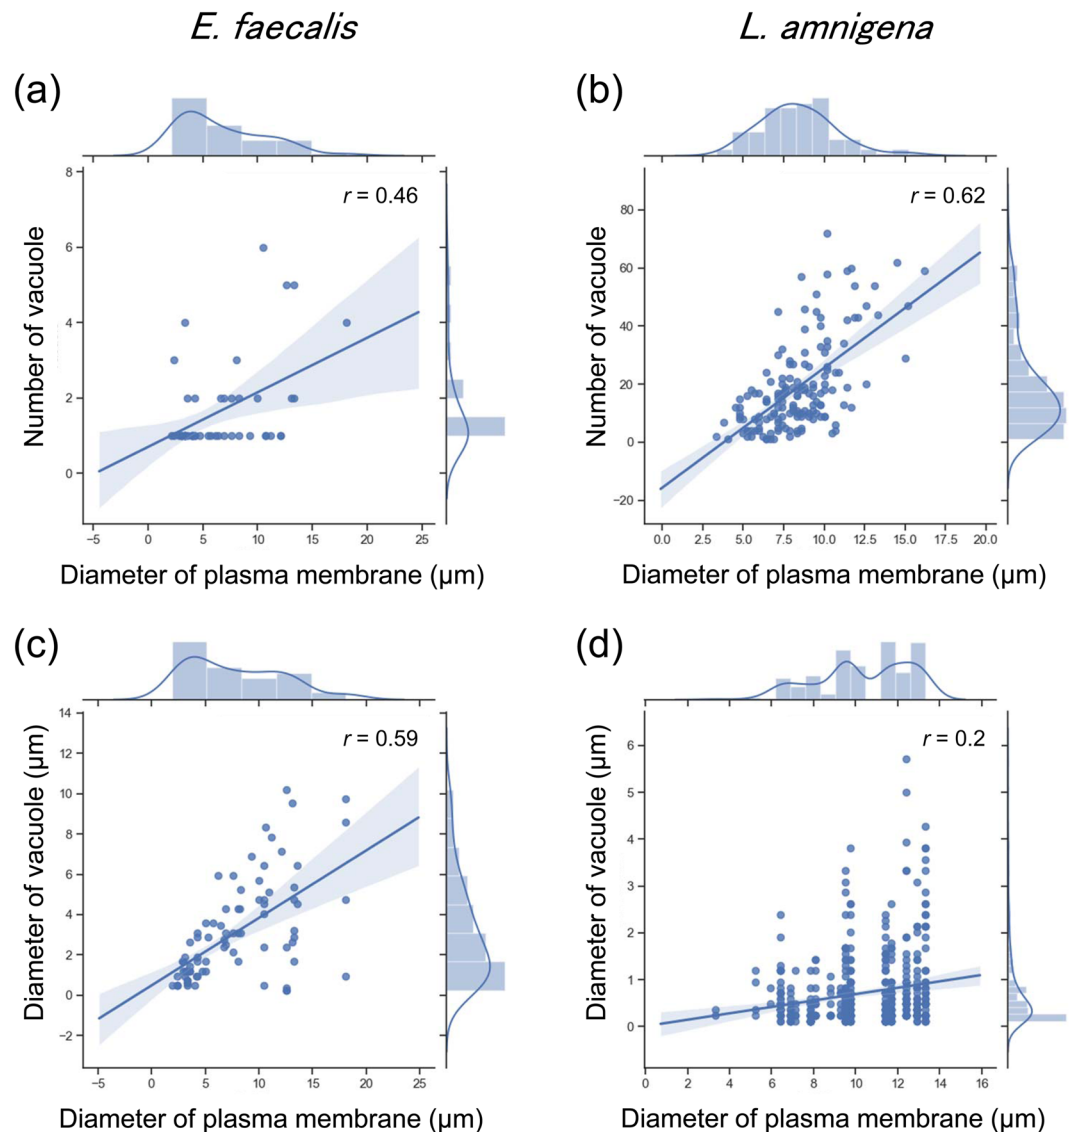 E. faecalis
L. amnigena
(a)
r = 0.46
Number of vacuole
8
6
4
2
0
−5 0 5 10 15 20 25
Diameter of plasma membrane (µm)
(b)
r = 0.62
Number of vacuole
80
60
40
20
0
−20
0.0 2.5 5.0 7.5 10.0 12.5 15.0 17.5 20.0
Diameter of plasma membrane (µm)
(c)
r = 0.59
Diameter of vacuole (µm)
14
12
10
8
6
4
2
0
−2
−5 0 5 10 15 20 25
Diameter of plasma membrane (µm)
(d)
r = 0.2
Diameter of vacuole (µm)
6
5
4
3
2
1
0
0 2 4 6 8 10 12 14 16
Diameter of plasma membrane (µm)